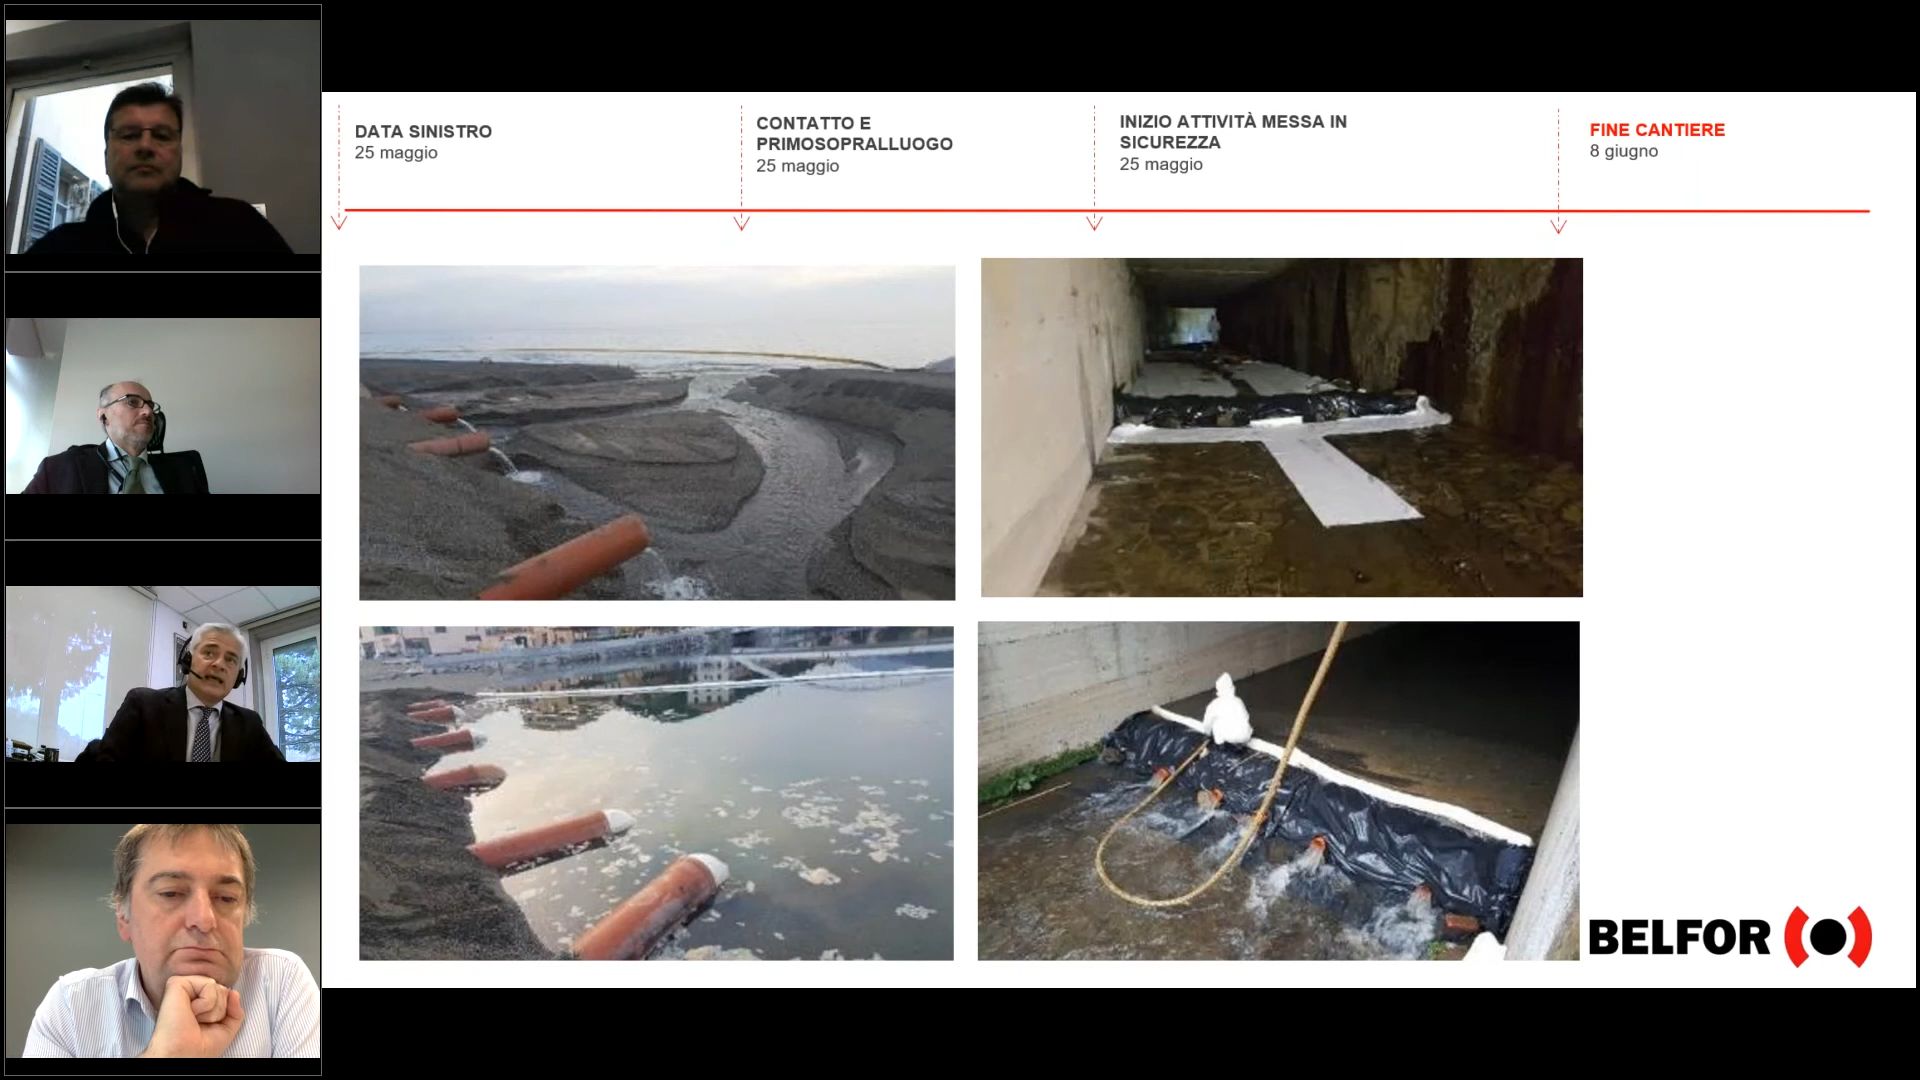 DATA SINISTRO
25 maggio
CONTATTO E
PRIMOSOPRALLUOGO
25 maggio
INIZIO ATTIVITÀ MESSA IN
SICUREZZA
25 maggio
FINE CANTIERE
8 giugno
BELFOR